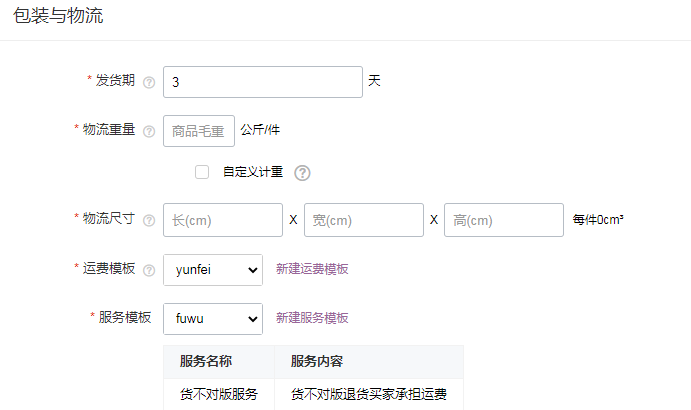 包装与物流
* 发货期 ? 3 天
* 物流重量 ? 商品毛重 公斤/件
自定义计重 ?
* 物流尺寸 ? 长(cm) X 宽(cm) X 高(cm) 每件0cm³
* 运费模板 ? yunfei 新建运费模板
* 服务模板 fuwu 新建服务模板
服务名称 服务内容
货不对版服务 货不对版退货买家承担运费